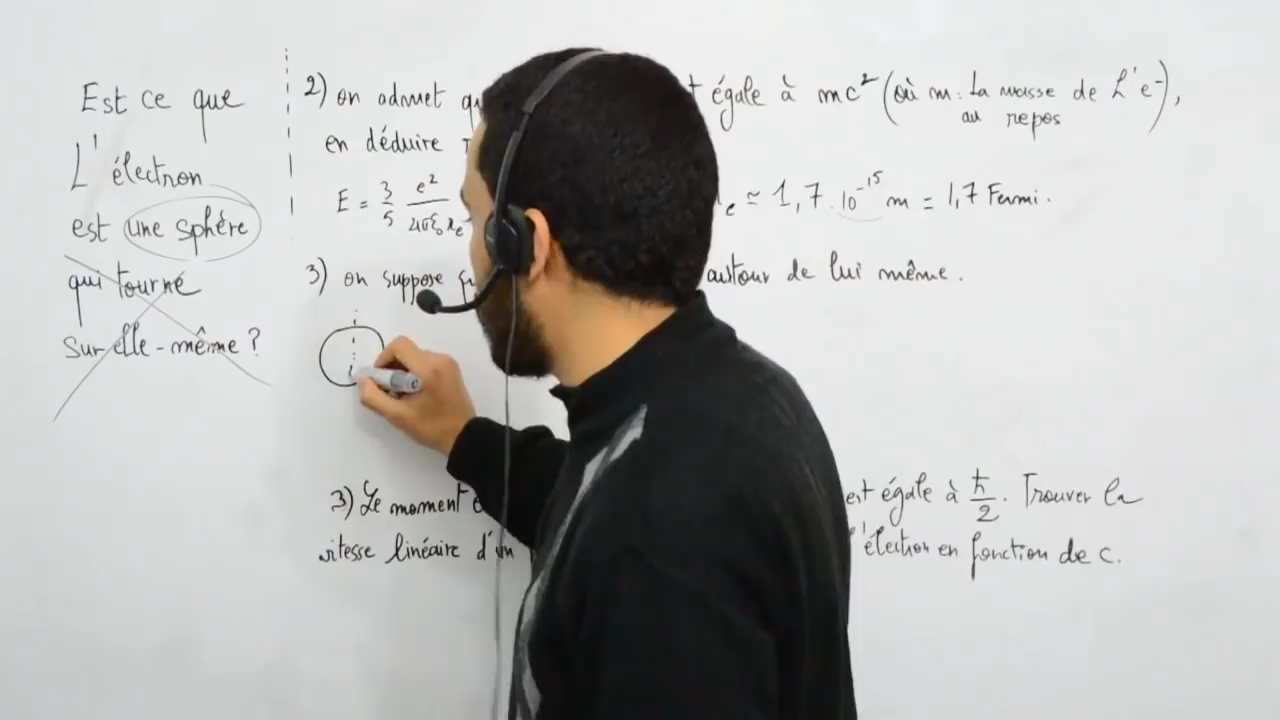 Est ce que
L'électron
est une sphère
qui tourne
sur elle-même ?
2) on admet égale à mc² (où m : la masse de L'e⁻),
au repos
en déduire
E = 3/5 e²/4πε₀ re ≃ 1,7 . 10⁻¹⁵ m = 1,7 Fermi.
3) on suppose autour de lui même.
3) Le moment est égale à ħ/2. Trouver la
vitesse linéaire d'un l'électron en fonction de c.